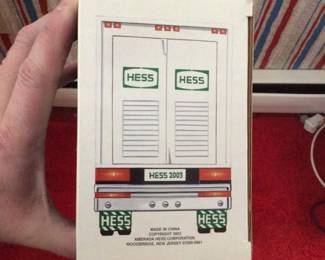 HESS HESS
HESS 2003
HESS HESS
MADE IN CHINA
COPYRIGHT 2003
AMERADA HESS CORPORATION
WOODBRIDGE, NEW JERSEY 07095-0961